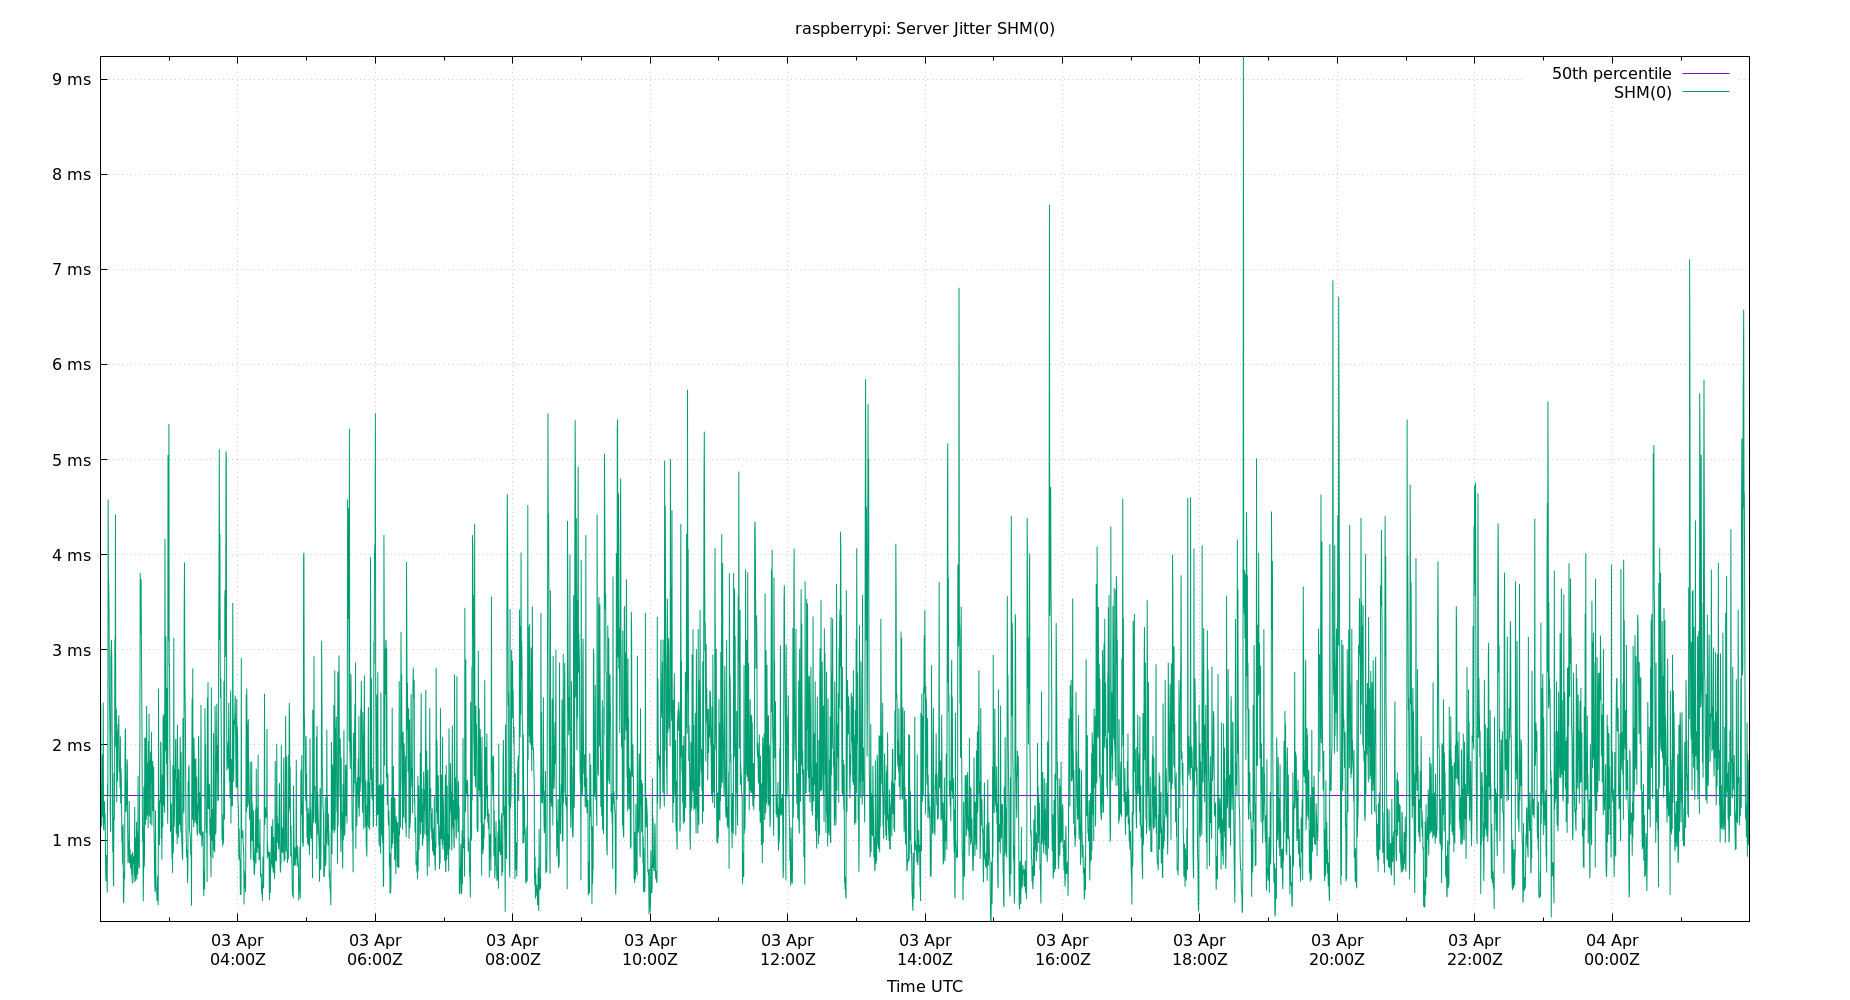 raspberrypi: Server Jitter SHM(0)
50th percentile
SHM(0)
9 ms
8 ms
7 ms
6 ms
5 ms
4 ms
3 ms
2 ms
1 ms
03 Apr 03 Apr 03 Apr 03 Apr 03 Apr 03 Apr 03 Apr 03 Apr 03 Apr 03 Apr 04 Apr
04:00Z 06:00Z 08:00Z 10:00Z 12:00Z 14:00Z 16:00Z 18:00Z 20:00Z 22:00Z 00:00Z
Time UTC